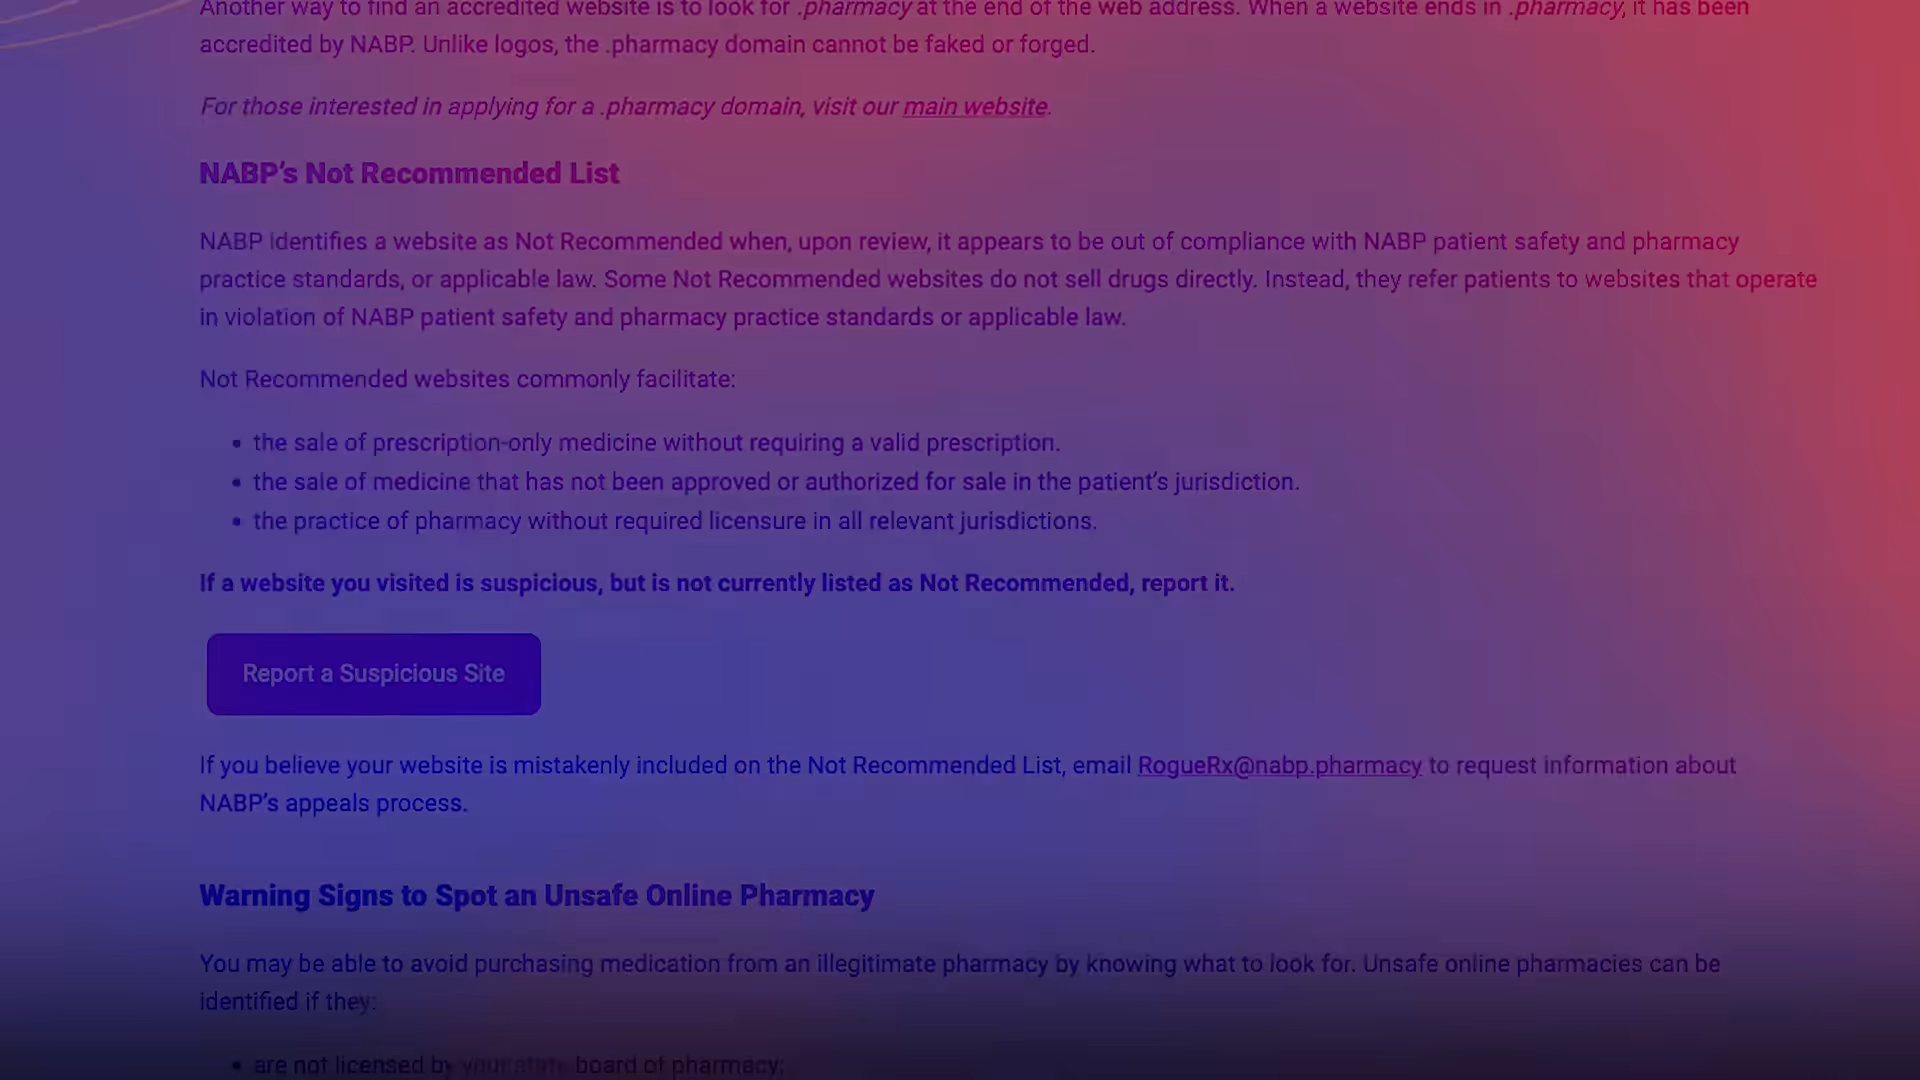 Another way to find an accredited website is to look for .pharmacy at the end of the web address. When a website ends in .pharmacy, it has been
accredited by NABP. Unlike logos, the .pharmacy domain cannot be faked or forged.
For those interested in applying for a .pharmacy domain, visit our main website.
NABP’s Not Recommended List
NABP identifies a website as Not Recommended when, upon review, it appears to be out of compliance with NABP patient safety and pharmacy
practice standards, or applicable law. Some Not Recommended websites do not sell drugs directly. Instead, they refer patients to websites that operate
in violation of NABP patient safety and pharmacy practice standards or applicable law.
Not Recommended websites commonly facilitate:
• the sale of prescription-only medicine without requiring a valid prescription.
• the sale of medicine that has not been approved or authorized for sale in the patient’s jurisdiction.
• the practice of pharmacy without required licensure in all relevant jurisdictions.
If a website you visited is suspicious, but is not currently listed as Not Recommended, report it.
Report a Suspicious Site
If you believe your website is mistakenly included on the Not Recommended List, email RogueRx@nabp.pharmacy to request information about
NABP’s appeals process.
Warning Signs to Spot an Unsafe Online Pharmacy
You may be able to avoid purchasing medication from an illegitimate pharmacy by knowing what to look for. Unsafe online pharmacies can be
identified if they:
• are not licensed by your state board of pharmacy;